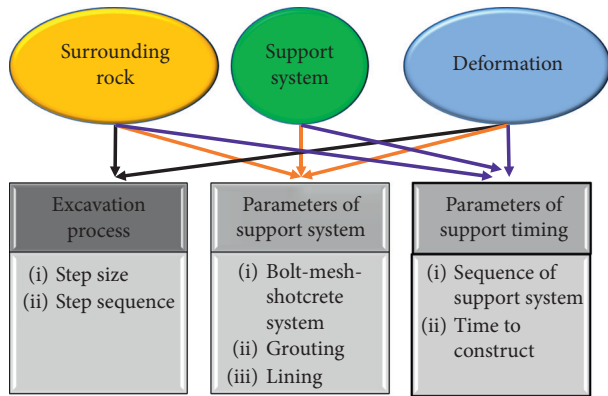 Surrounding
rock
Support
system
Deformation
Excavation
process
(i) Step size
(ii) Step sequence
Parameters of
support system
(i) Bolt-mesh-
shotcrete
system
(ii) Grouting
(iii) Lining
Parameters of
support timing
(i) Sequence of
support system
(ii) Time to
construct